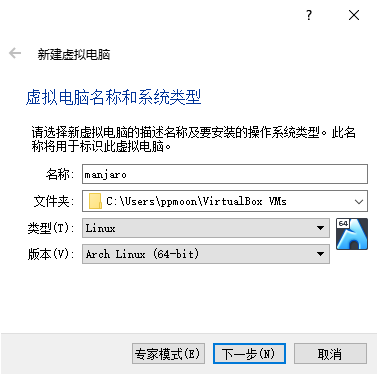 ?
新建虚拟电脑
虚拟电脑名称和系统类型
请选择新虚拟电脑的描述名称及要安装的操作系统类型。此名
称将用于标识此虚拟电脑。
名称: manjaro
文件夹: C:\Users\ppmoon\VirtualBox VMs
类型(T): Linux
64
版本(V): Arch Linux (64-bit)
专家模式(E) 下一步(N) 取消